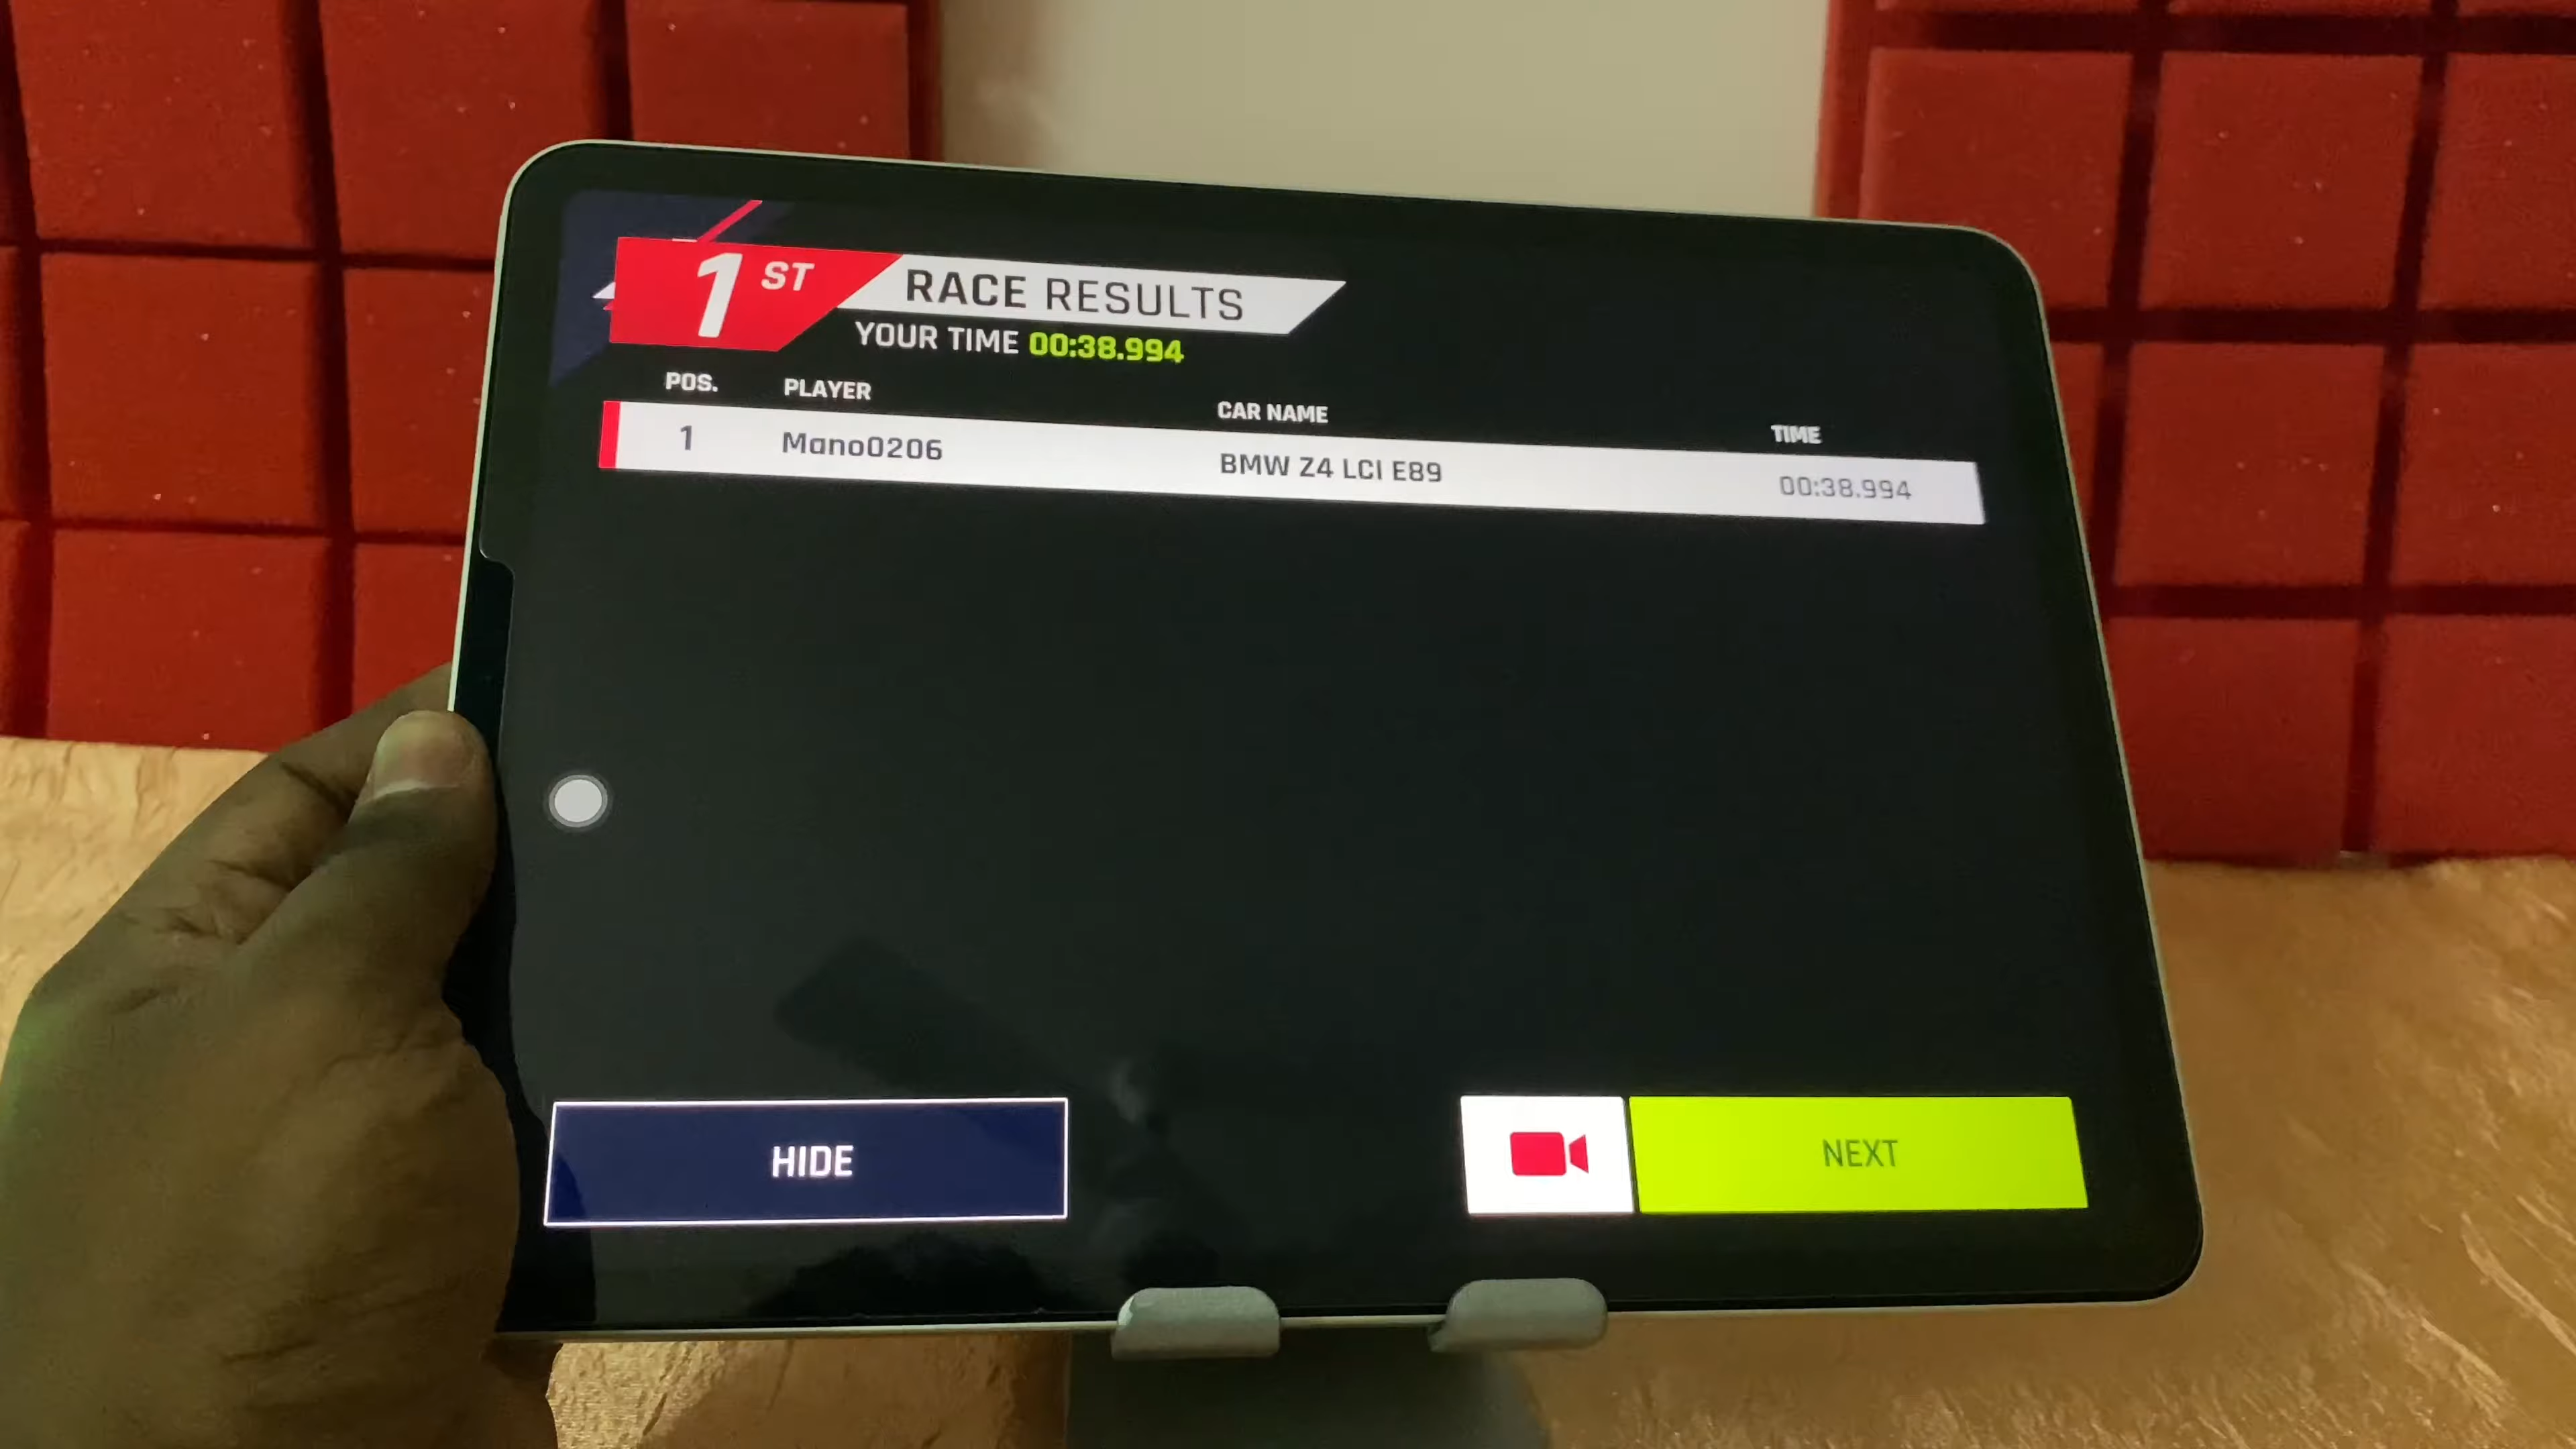 1ST
RACE RESULTS
YOUR TIME 00:38.994
POS. PLAYER CAR NAME TIME
1 Mano0206 BMW Z4 LCI E89 00:38.994
HIDE NEXT